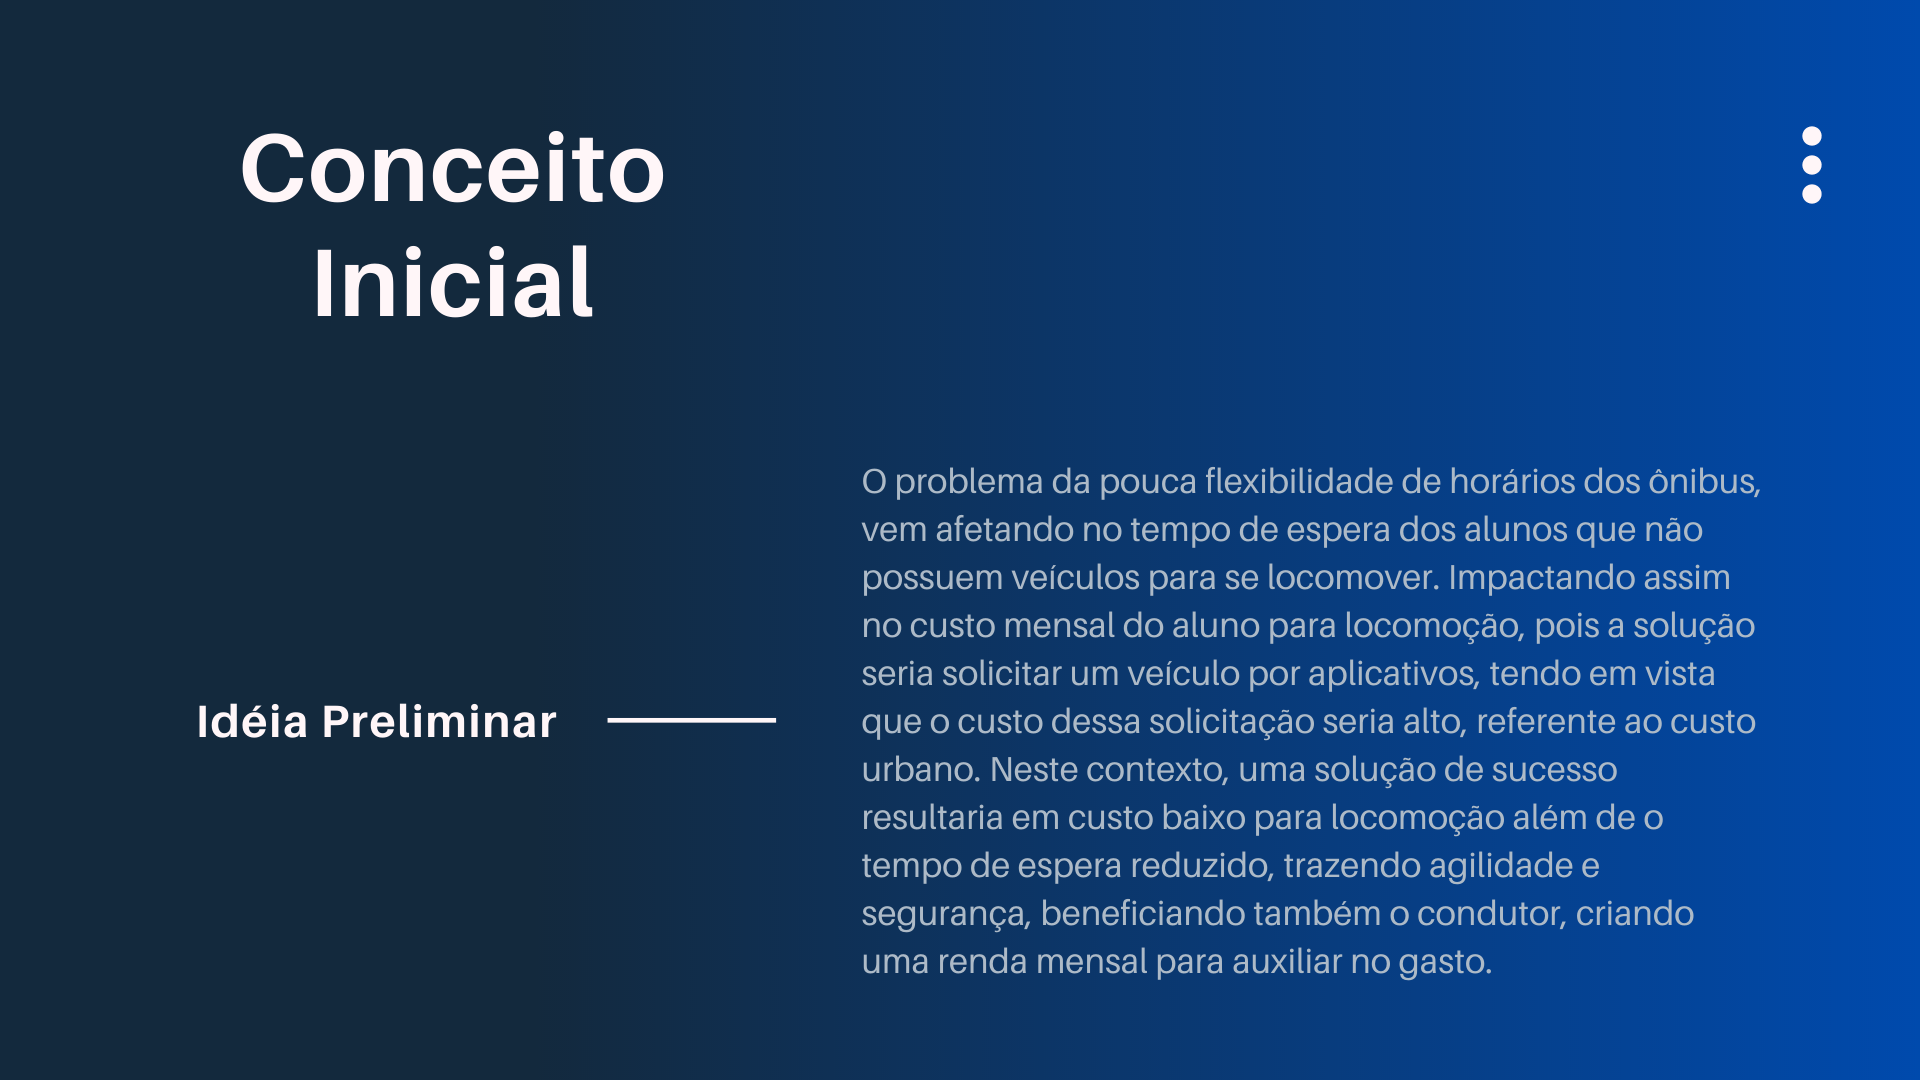 Conceito
Inicial
Idéia Preliminar
O problema da pouca flexibilidade de horários dos ônibus,
vem afetando no tempo de espera dos alunos que não
possuem veículos para se locomover. Impactando assim
no custo mensal do aluno para locomoção, pois a solução
seria solicitar um veículo por aplicativos, tendo em vista
que o custo dessa solicitação seria alto, referente ao custo
urbano. Neste contexto, uma solução de sucesso
resultaria em custo baixo para locomoção além de o
tempo de espera reduzido, trazendo agilidade e
segurança, beneficiando também o condutor, criando
uma renda mensal para auxiliar no gasto.